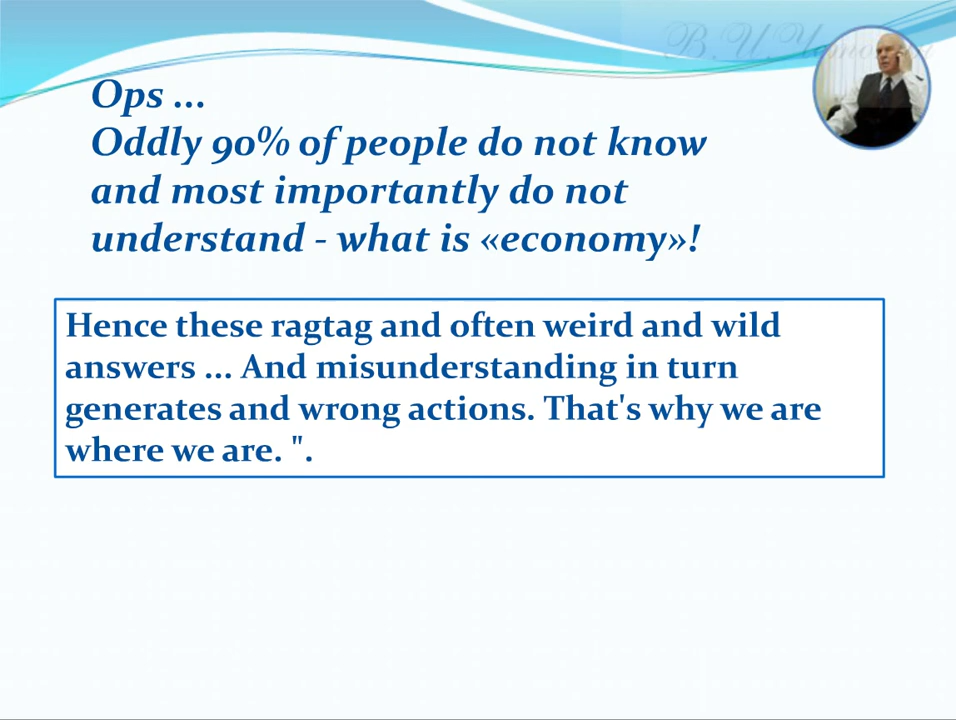 В.И.
Ops ...
Oddly 90% of people do not know
and most importantly do not
understand - what is «economy»!
Hence these ragtag and often weird and wild
answers ... And misunderstanding in turn
generates and wrong actions. That's why we are
where we are. ".